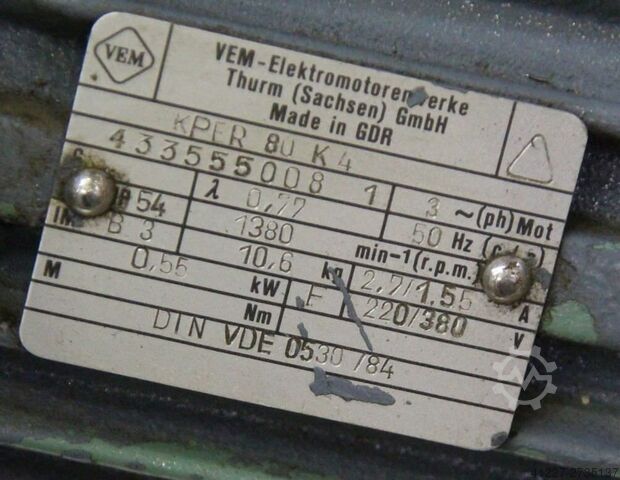 VEM
VEM-Elektromotorenwerke
Thurm (Sachsen) GmbH
Made in GDR
KPER 80 K4
433555008 1
54 λ 0,77 3 ~(ph) Mot
B 3 1380 50 Hz
0,55 10,6 kg min-1(r.p.m.)
M kW F 2,7/1,55 A
Nm 220/380 V
DIN VDE 0530/84